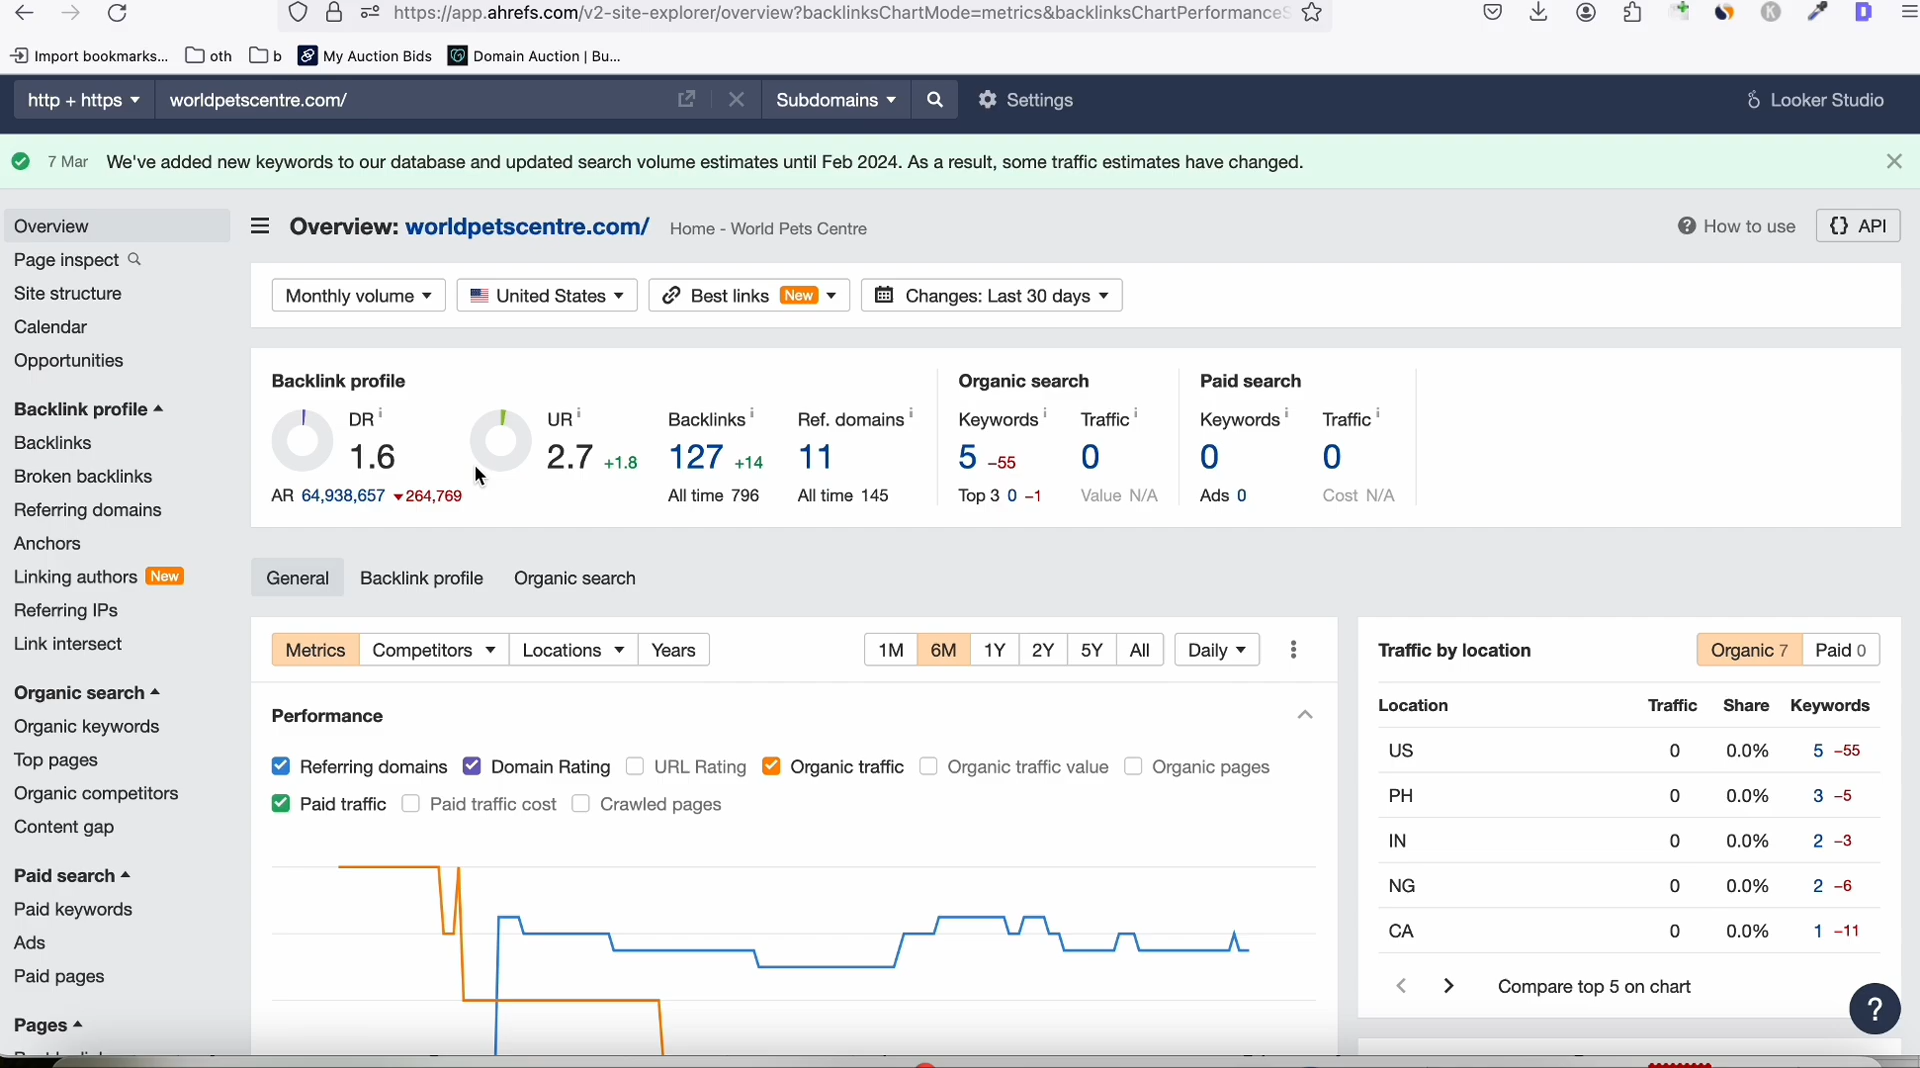 https://app.ahrefs.com/v2-site-explorer/overview?backlinksChartMode=metrics&backlinksChartPerformance
Import bookmarks... oth b My Auction Bids Domain Auction | Bu...
http + https worldpetscentre.com/ Subdomains Settings Looker Studio
7 Mar We've added new keywords to our database and updated search volume estimates until Feb 2024. As a result, some traffic estimates have changed.
Overview
Page inspect
Site structure
Calendar
Opportunities
Backlink profile
Backlinks
Broken backlinks
Referring domains
Anchors
Linking authors New
Referring IPs
Link intersect
Organic search
Organic keywords
Top pages
Organic competitors
Content gap
Paid search
Paid keywords
Ads
Paid pages
Pages
Overview: worldpetscentre.com/ Home - World Pets Centre How to use {} API
Monthly volume United States Best links New Changes: Last 30 days
Backlink profile Organic search Paid search
DR i UR i Backlinks i Ref. domains i Keywords i Traffic i Keywords i Traffic i
1.6 2.7 +1.8 127 +14 11 5 -55 0 0 0
AR 64,938,657 264,769 All time 796 All time 145 Top 3 0 -1 Value N/A Ads 0 Cost N/A
General Backlink profile Organic search
Metrics Competitors Locations Years 1M 6M 1Y 2Y 5Y All Daily
Performance
Referring domains Domain Rating URL Rating Organic traffic Organic traffic value Organic pages
Paid traffic Paid traffic cost Crawled pages
Traffic by location Organic 7 Paid 0
Location Traffic Share Keywords
US 0 0.0% 5 -55
PH 0 0.0% 3 -5
IN 0 0.0% 2 -3
NG 0 0.0% 2 -6
CA 0 0.0% 1 -11
Compare top 5 on chart
?